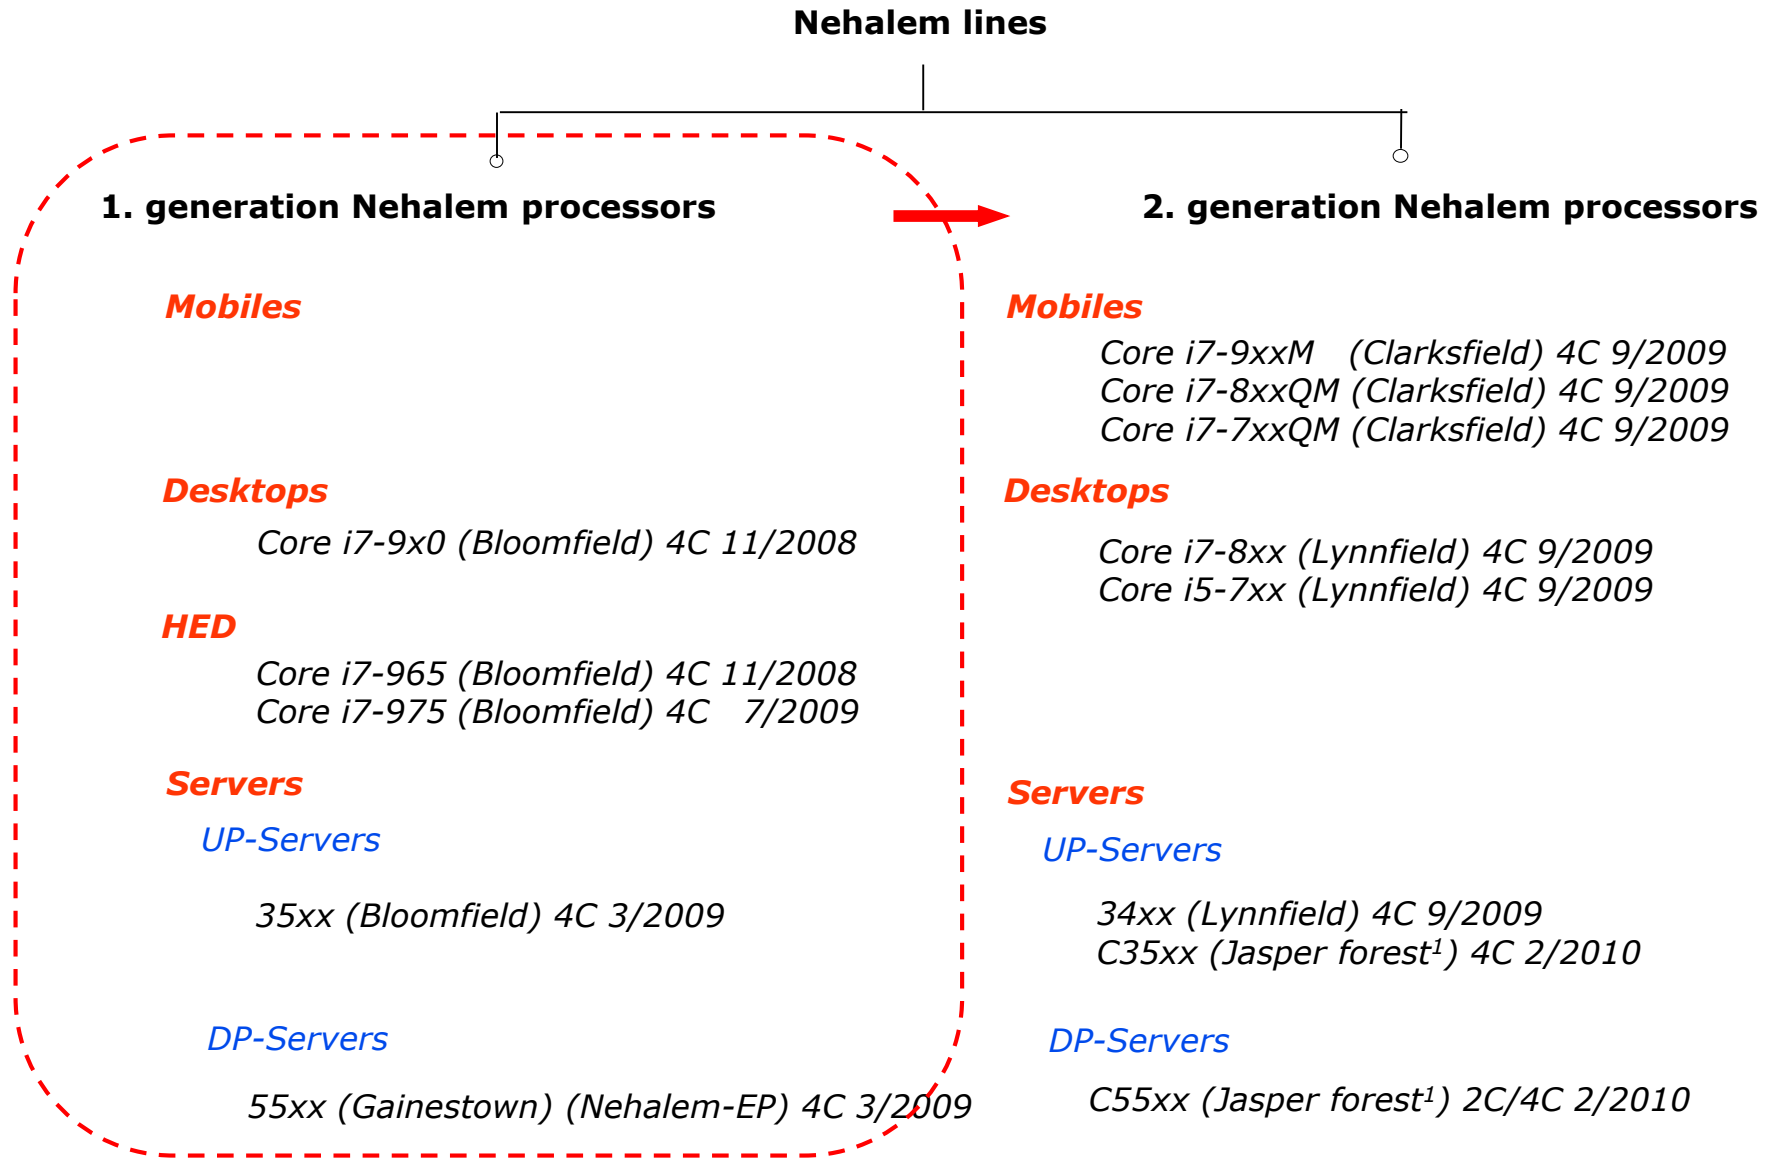 Nehalem lines
1. generation Nehalem processors
Mobiles
Desktops
Core i7-9x0 (Bloomfield) 4C 11/2008
HED
Core i7-965 (Bloomfield) 4C 11/2008
Core i7-975 (Bloomfield) 4C 7/2009
Servers
UP-Servers
35xx (Bloomfield) 4C 3/2009
DP-Servers
55xx (Gainestown) (Nehalem-EP) 4C 3/2009
2. generation Nehalem processors
Mobiles
Core i7-9xxM (Clarksfield) 4C 9/2009
Core i7-8xxQM (Clarksfield) 4C 9/2009
Core i7-7xxQM (Clarksfield) 4C 9/2009
Desktops
Core i7-8xx (Lynnfield) 4C 9/2009
Core i5-7xx (Lynnfield) 4C 9/2009
Servers
UP-Servers
34xx (Lynnfield) 4C 9/2009
C35xx (Jasper forest¹) 4C 2/2010
DP-Servers
C55xx (Jasper forest¹) 2C/4C 2/2010